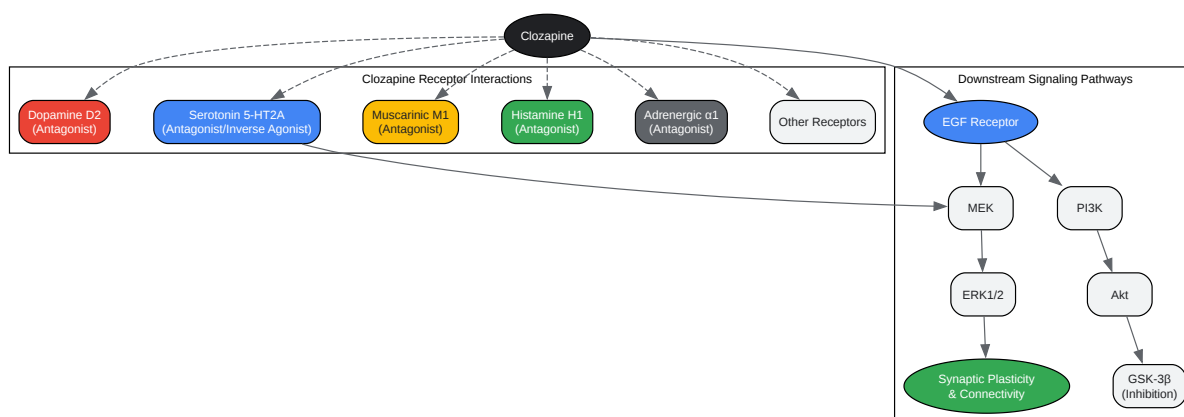 Clozapine
Clozapine Receptor Interactions
Downstream Signaling Pathways
Dopamine D2
(Antagonist)
Serotonin 5-HT2A
(Antagonist/Inverse Agonist)
Muscarinic M1
(Antagonist)
Histamine H1
(Antagonist)
Adrenergic α1
(Antagonist)
Other Receptors
EGF Receptor
MEK
PI3K
ERK1/2
Akt
Synaptic Plasticity
& Connectivity
GSK-3β
(Inhibition)